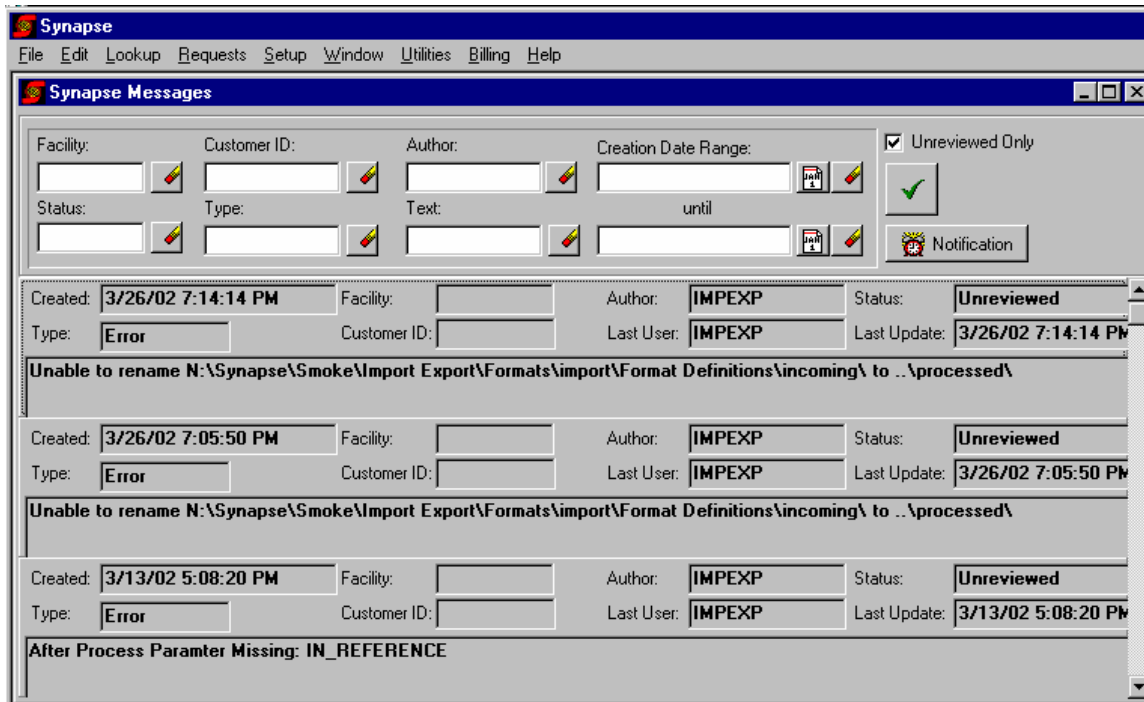 Synapse
File Edit Lookup Requests Setup Window Utilities Billing Help
Synapse Messages
Facility: Customer ID: Author: Creation Date Range: Unreviewed Only
Status: Type: Text: until
Notification
Created: 3/26/02 7:14:14 PM Facility: Author: IMPEXP Status: Unreviewed
Type: Error Customer ID: Last User: IMPEXP Last Update: 3/26/02 7:14:14 PM
Unable to rename N:\Synapse\Smoke\Import Export\Formats\import\Format Definitions\incoming\ to ..\processed\
Created: 3/26/02 7:05:50 PM Facility: Author: IMPEXP Status: Unreviewed
Type: Error Customer ID: Last User: IMPEXP Last Update: 3/26/02 7:05:50 PM
Unable to rename N:\Synapse\Smoke\Import Export\Formats\import\Format Definitions\incoming\ to ..\processed\
Created: 3/13/02 5:08:20 PM Facility: Author: IMPEXP Status: Unreviewed
Type: Error Customer ID: Last User: IMPEXP Last Update: 3/13/02 5:08:20 PM
After Process Paramter Missing: IN_REFERENCE